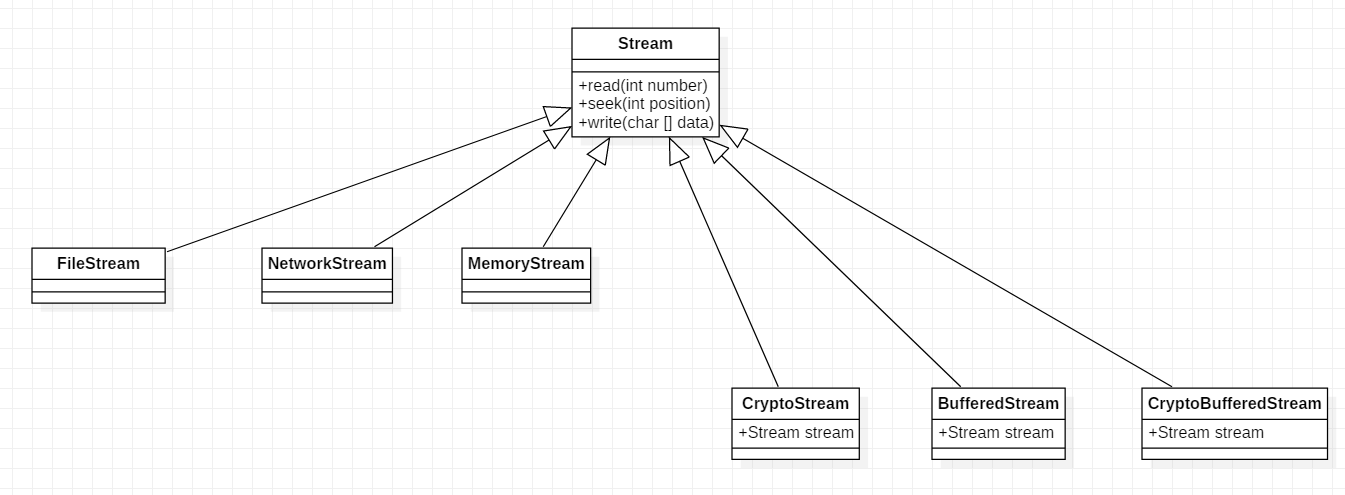 Stream
+read(int number)
+seek(int position)
+write(char [] data)
FileStream
NetworkStream
MemoryStream
CryptoStream
+Stream stream
BufferedStream
+Stream stream
CryptoBufferedStream
+Stream stream